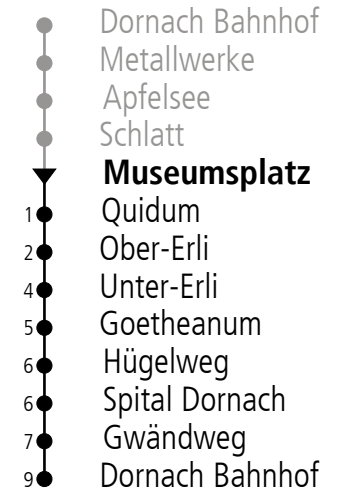 Dornach Bahnhof
Metallwerke
Apfelsee
Schlatt
Museumsplatz
1 Quidum
2 Ober-Erli
4 Unter-Erli
5 Goetheanum
6 Hügelweg
6 Spital Dornach
7 Gwändweg
9 Dornach Bahnhof